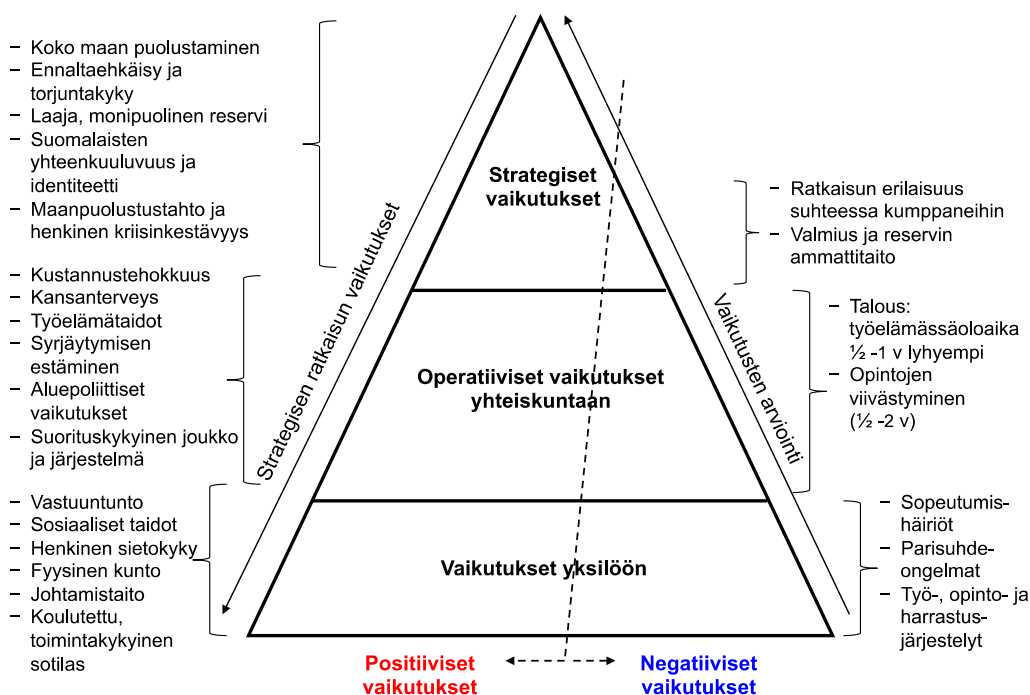 – Koko maan puolustaminen
– Ennaltaehkäisy ja
torjuntakyky
– Laaja, monipuolinen reservi
– Suomalaisten
yhteenkuuluvuus ja
identiteetti
– Maanpuolustustahto ja
henkinen kriisinkestävyys
– Kustannustehokkuus
– Kansanterveys
– Työelämätaidot
– Syrjäytymisen
estäminen
– Aluepoliittiset
vaikutukset
– Suorituskykyinen joukko
ja järjestelmä
– Vastuuntunto
– Sosiaaliset taidot
– Henkinen sietokyky
– Fyysinen kunto
– Johtamistaito
– Koulutettu,
toimintakykyinen
sotilas
Strategisen ratkaisun vaikutukset
Strategiset
vaikutukset
Operatiiviset vaikutukset
yhteiskuntaan
Vaikutukset yksilöön
Vaikutusten arviointi
– Ratkaisun erilaisuus
suhteessa kumppaneihin
– Valmius ja reservin
ammattitaito
– Talous:
työelämässäoloaika
½ -1 v lyhyempi
– Opintojen
viivästyminen
(½ -2 v)
– Sopeutumis-
häiriöt
– Parisuhde-
ongelmat
– Työ-, opinto- ja
harrastus-
järjestelyt
Positiiviset
vaikutukset
Negatiiviset
vaikutukset